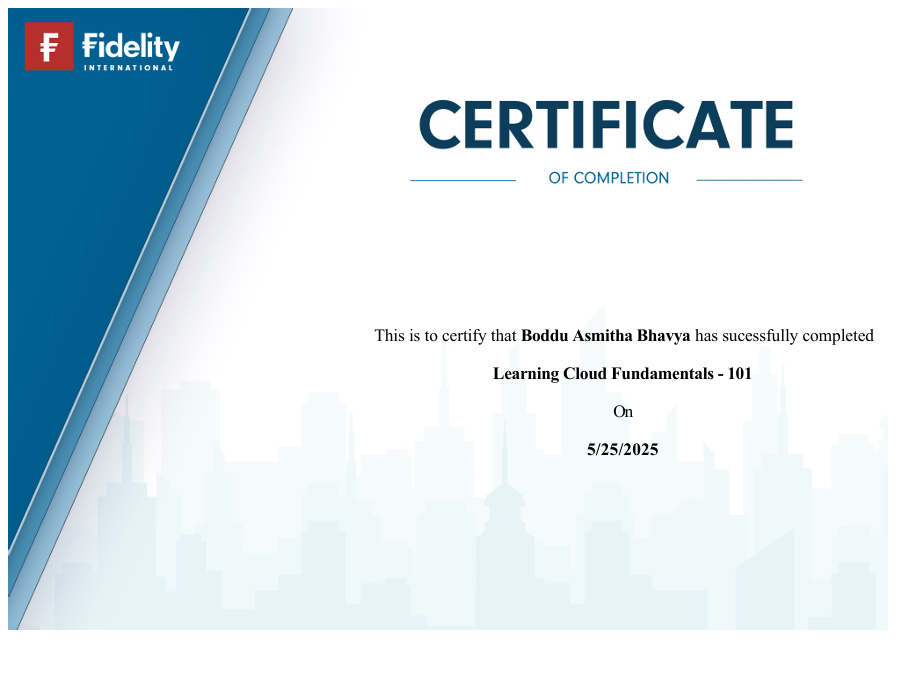 Fidelity
INTERNATIONAL
CERTIFICATE
OF COMPLETION
This is to certify that Boddu Asmitha Bhavya has sucessfully completed
Learning Cloud Fundamentals - 101
On
5/25/2025